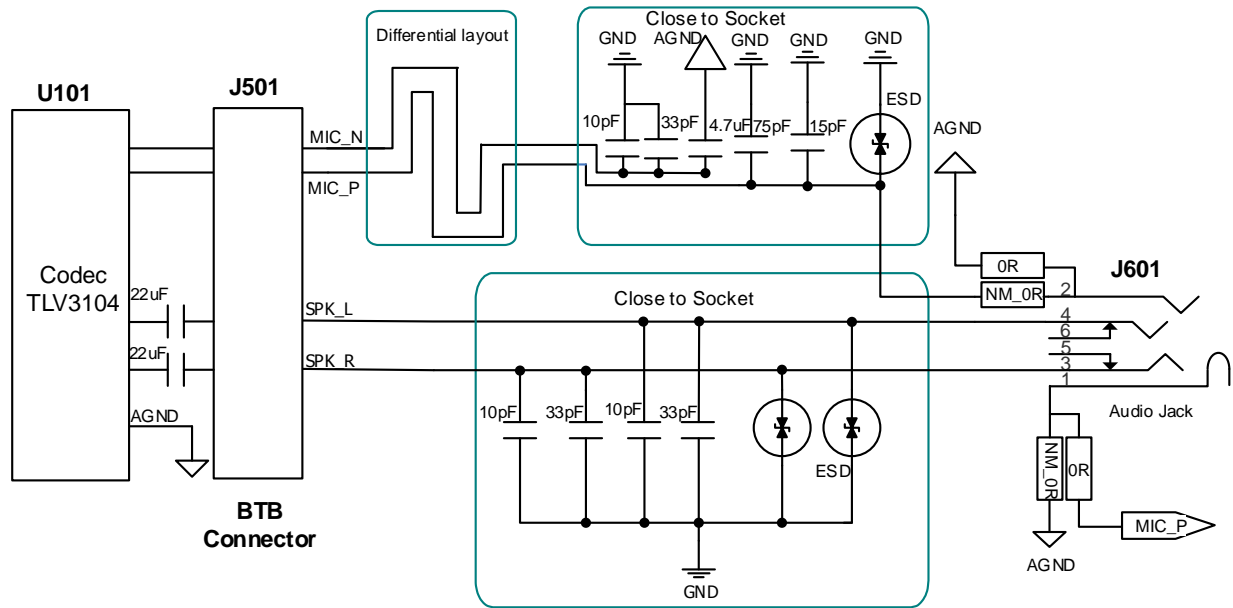 Close to Socket
Differential layout
GND
AGND
GND
GND
GND
U101
J501
ESD
10pF
33pF
4.7uF
75pF
15pF
AGND
MIC_N
MIC_P
Codec
TLV3104
0R
J601
NM_0R
2
22uF
SPK_L
Close to Socket
4
6
22uF
SPK_R
5
3
1
10pF
33pF
10pF
33pF
Audio Jack
AGND
ESD
NM_0R
0R
BTB
Connector
MIC_P
AGND
GND